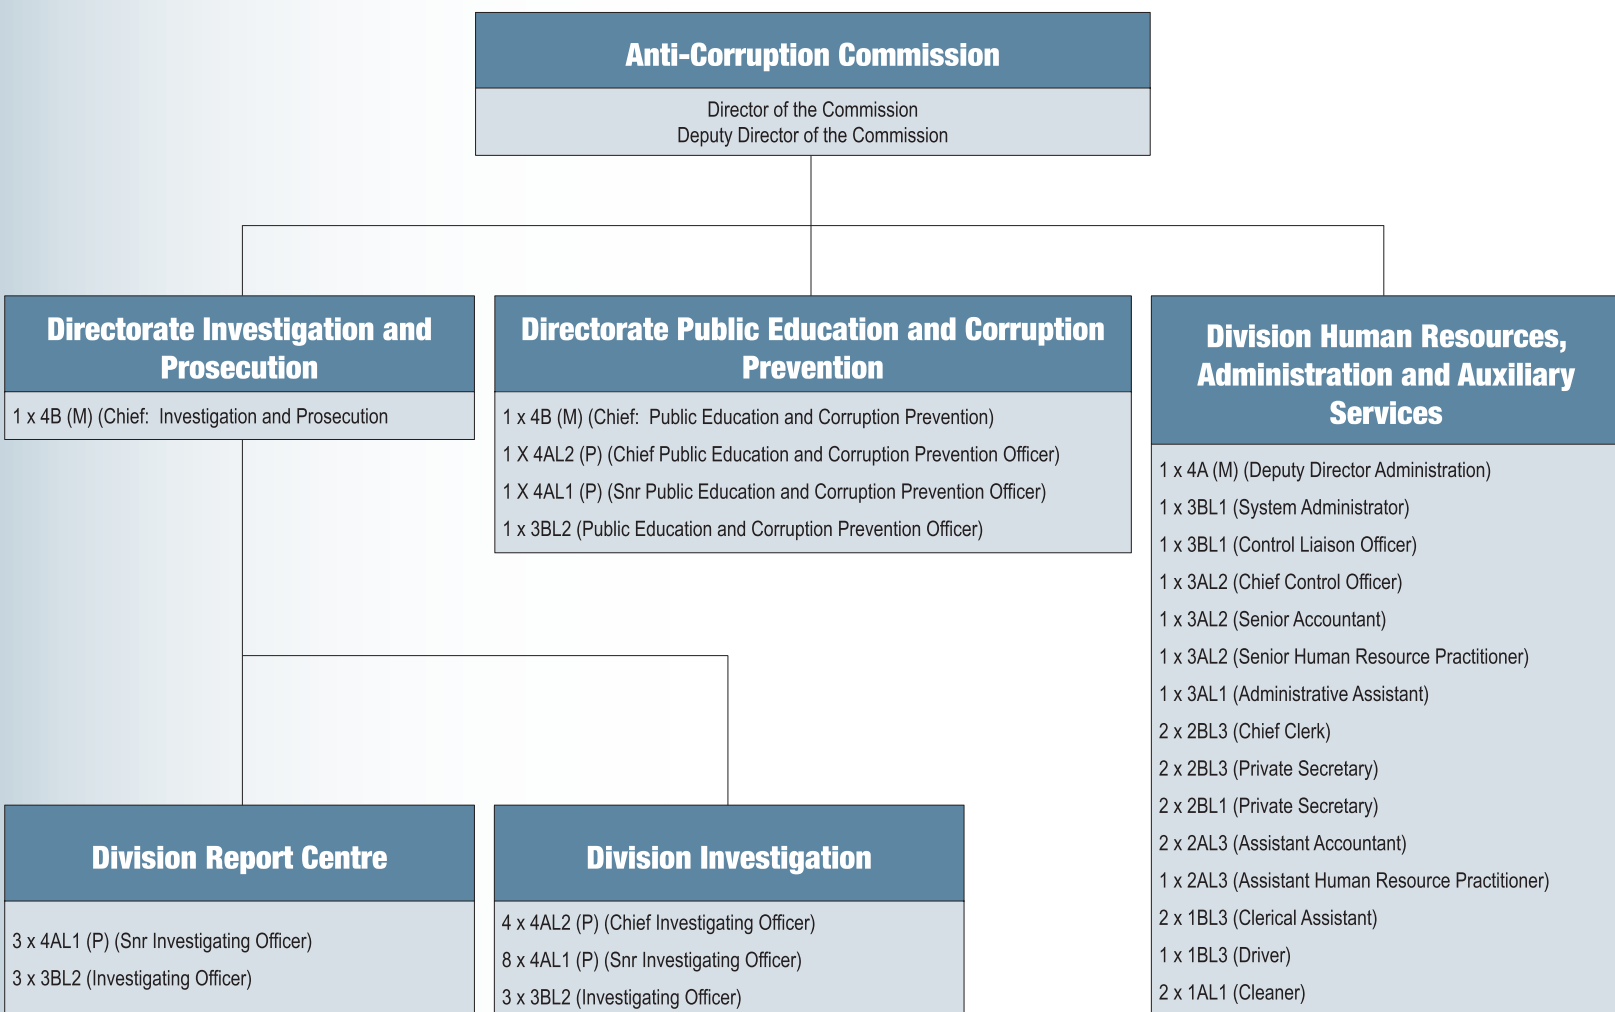 Anti-Corruption Commission
Director of the Commission
Deputy Director of the Commission
Directorate Investigation and
Prosecution
1 x 4B (M) (Chief:  Investigation and Prosecution
Directorate Public Education and Corruption
Prevention
1 x 4B (M) (Chief:  Public Education and Corruption Prevention)
1 X 4AL2 (P) (Chief Public Education and Corruption Prevention Officer)
1 X 4AL1 (P) (Snr Public Education and Corruption Prevention Officer)
1 x 3BL2 (Public Education and Corruption Prevention Officer)
Division Human Resources,
Administration and Auxiliary
Services
1 x 4A (M) (Deputy Director Administration)
1 x 3BL1 (System Administrator)
1 x 3BL1 (Control Liaison Officer)
1 x 3AL2 (Chief Control Officer)
1 x 3AL2 (Senior Accountant)
1 x 3AL2 (Senior Human Resource Practitioner)
1 x 3AL1 (Administrative Assistant)
2 x 2BL3 (Chief Clerk)
2 x 2BL3 (Private Secretary)
2 x 2BL1 (Private Secretary)
2 x 2AL3 (Assistant Accountant)
1 x 2AL3 (Assistant Human Resource Practitioner)
2 x 1BL3 (Clerical Assistant)
1 x 1BL3 (Driver)
2 x 1AL1 (Cleaner)
Division Report Centre
3 x 4AL1 (P) (Snr Investigating Officer)
3 x 3BL2 (Investigating Officer)
Division Investigation
4 x 4AL2 (P) (Chief Investigating Officer)
8 x 4AL1 (P) (Snr Investigating Officer)
3 x 3BL2 (Investigating Officer)